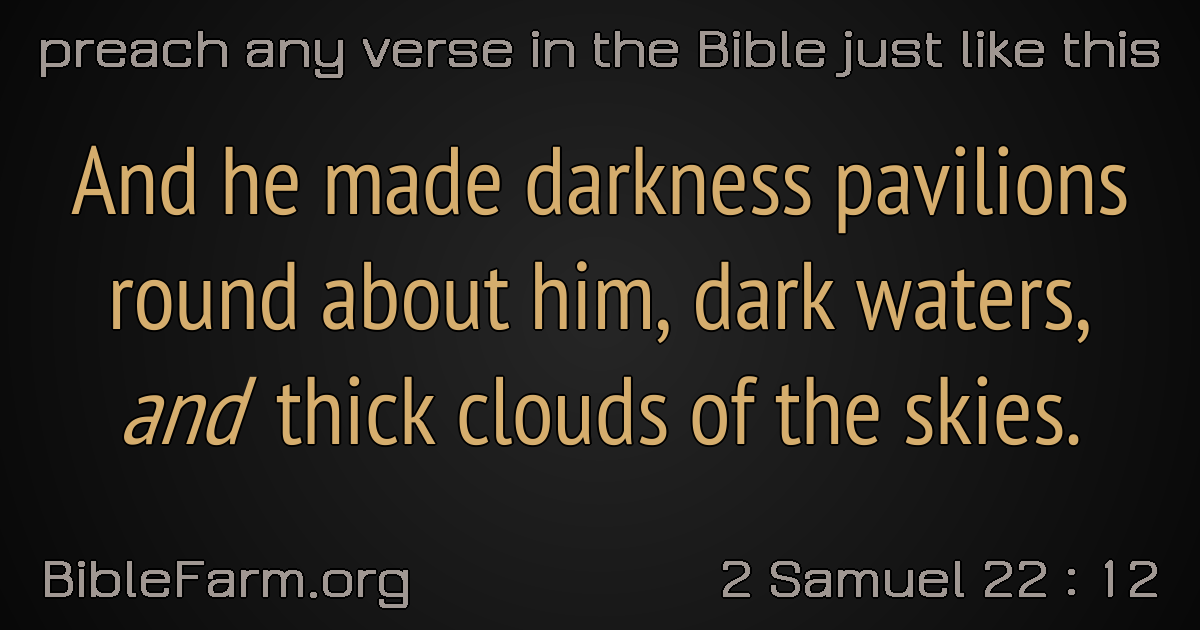 preach any verse in the Bible just like this
And he made darkness pavilions
round about him, dark waters,
and thick clouds of the skies.
BibleFarm.org
2 Samuel 22 : 12